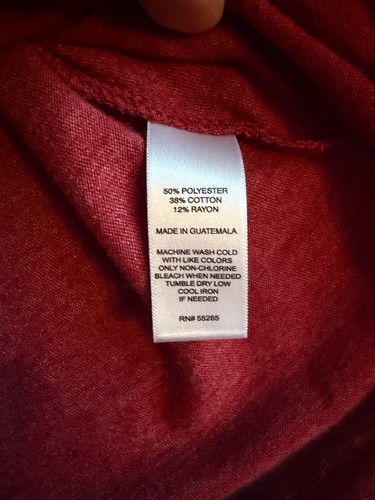 50% POLYESTER
38% COTTON
12% RAYON
MADE IN GUATEMALA
MACHINE WASH COLD
WITH LIKE COLORS
ONLY NON-CHLORINE
BLEACH WHEN NEEDED
TUMBLE DRY LOW
COOL IRON
IF NEEDED
RN# 55285